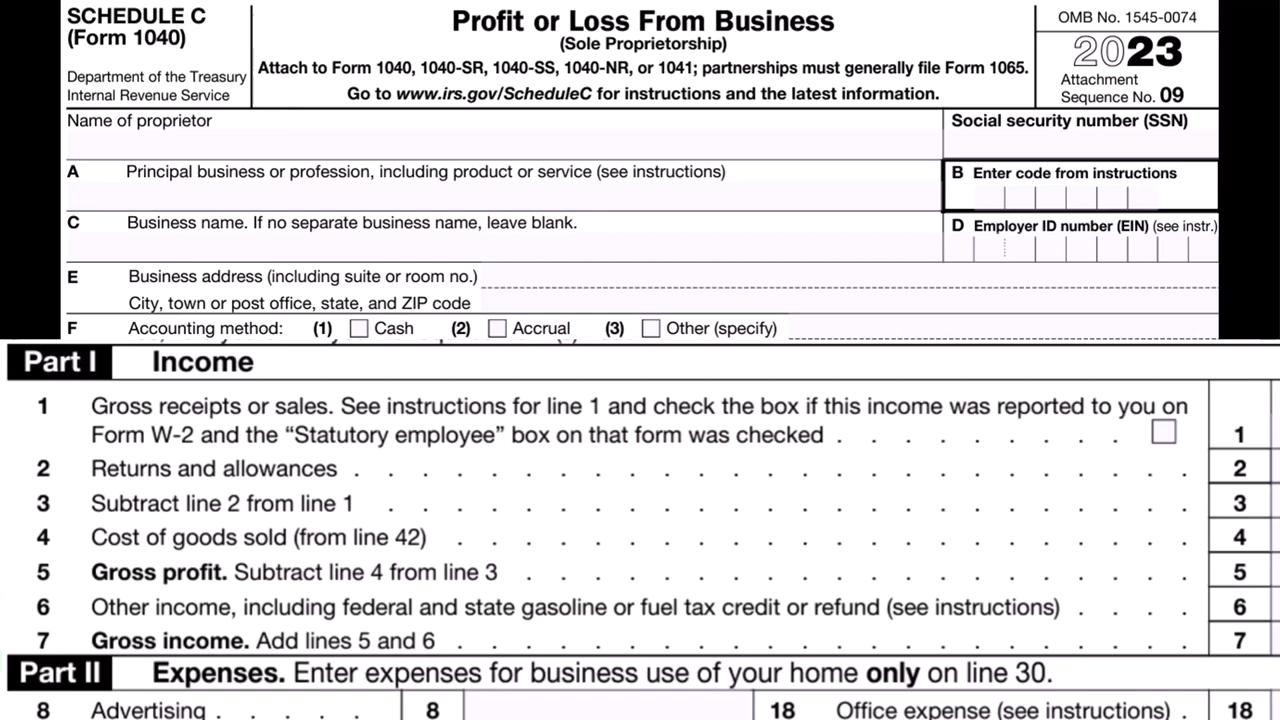 SCHEDULE C
(Form 1040)
Department of the Treasury
Internal Revenue Service
Profit or Loss From Business
(Sole Proprietorship)
Attach to Form 1040, 1040-SR, 1040-SS, 1040-NR, or 1041; partnerships must generally file Form 1065.
Go to www.irs.gov/ScheduleC for instructions and the latest information.
OMB No. 1545-0074
2023
Attachment
Sequence No. 09
Name of proprietor
Social security number (SSN)
A Principal business or profession, including product or service (see instructions)
B Enter code from instructions
C Business name. If no separate business name, leave blank.
D Employer ID number (EIN) (see instr.)
E Business address (including suite or room no.)
City, town or post office, state, and ZIP code
F Accounting method: (1) Cash (2) Accrual (3) Other (specify)
Part I Income
1 Gross receipts or sales. See instructions for line 1 and check the box if this income was reported to you on
Form W-2 and the “Statutory employee” box on that form was checked . . . . . . . . . 1
2 Returns and allowances . . . . . . . . . . . . . . . . . . . . . . . . . 2
3 Subtract line 2 from line 1 . . . . . . . . . . . . . . . . . . . . . . . . 3
4 Cost of goods sold (from line 42) . . . . . . . . . . . . . . . . . . . . . . 4
5 Gross profit. Subtract line 4 from line 3 . . . . . . . . . . . . . . . . . . . . 5
6 Other income, including federal and state gasoline or fuel tax credit or refund (see instructions) . . . . 6
7 Gross income. Add lines 5 and 6 . . . . . . . . . . . . . . . . . . . . . . 7
Part II Expenses. Enter expenses for business use of your home only on line 30.
8 Advertising . . . . . 8 18 Office expense (see instructions) . 18